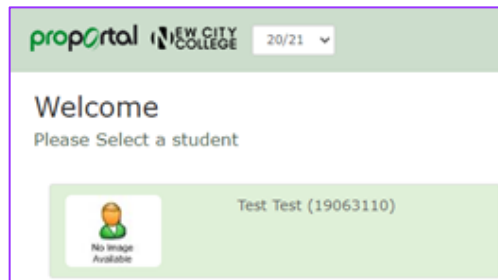 proportal NEW CITY COLLEGE 20/21
Welcome
Please Select a student
Test Test (19063110)
No Image
Available